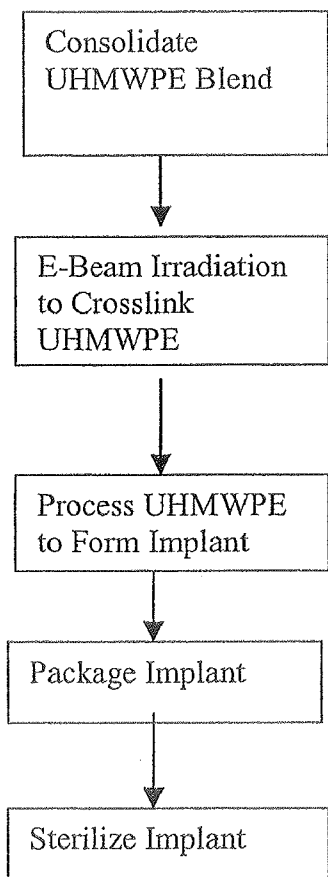 Consolidate
UHMWPE Blend
E-Beam Irradiation
to Crosslink
UHMWPE
Process UHMWPE
to Form Implant
Package Implant
Sterilize Implant